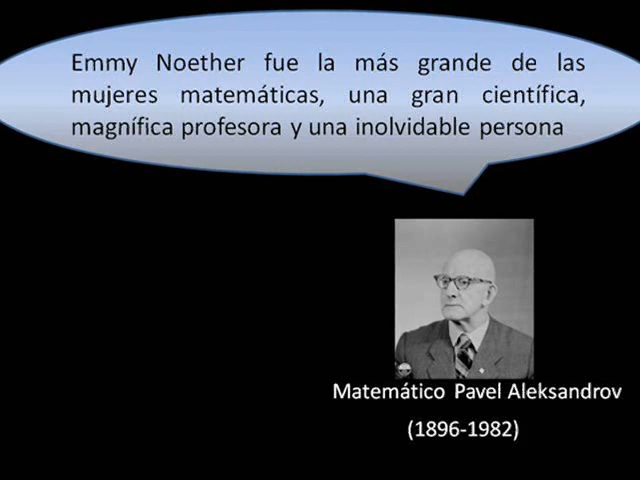 Emmy Noether fue la más grande de las
mujeres matemáticas, una gran científica,
magnífica profesora y una inolvidable persona
Matemático Pavel Aleksandrov
(1896-1982)